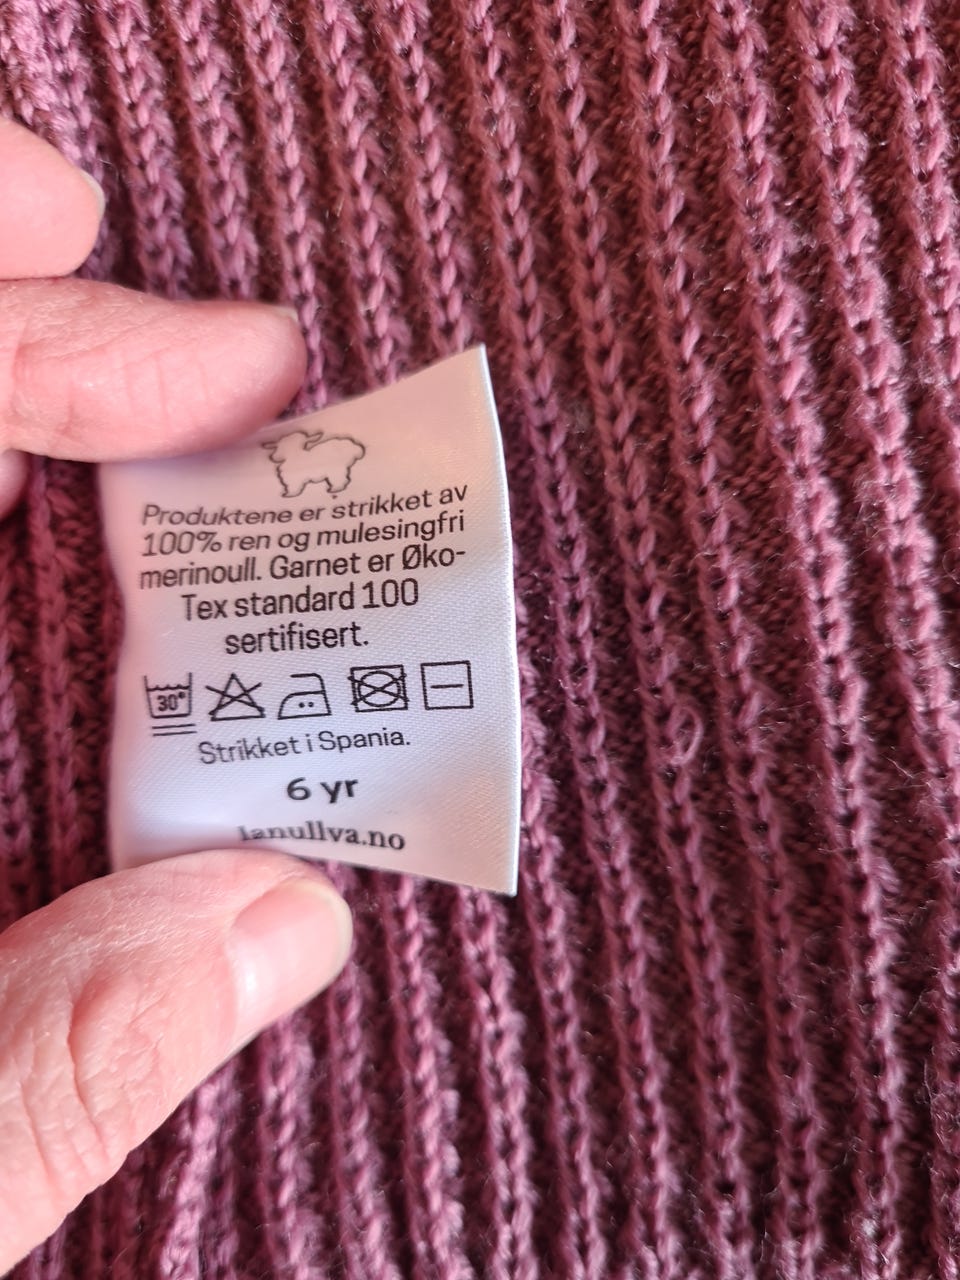 Produktene er strikket av
100% ren og mulesingfri
merinoull. Garnet er Øko-
Tex standard 100
sertifisert.
30°
Strikket i Spania.
6 yr
lanullva.no